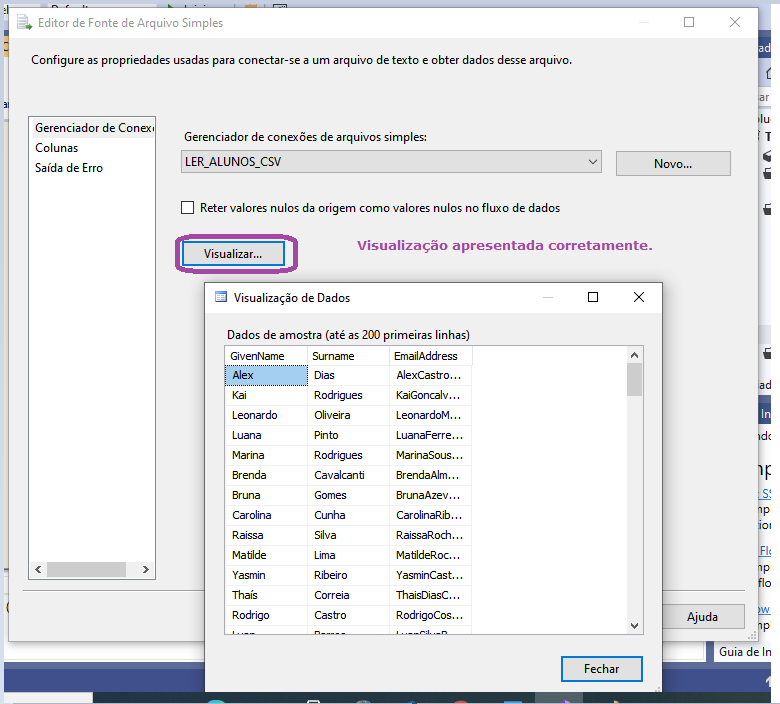 Editor de Fonte de Arquivo Simples
Configure as propriedades usadas para conectar-se a um arquivo de texto e obter dados desse arquivo.
Gerenciador de Conex
Colunas
Saída de Erro
Gerenciador de conexões de arquivos simples:
LER_ALUNOS_CSV
Novo...
Reter valores nulos da origem como valores nulos no fluxo de dados
Visualizar...
Visualização apresentada corretamente.
Visualização de Dados
Dados de amostra (até as 200 primeiras linhas)
GivenName Surname EmailAddress
Alex Dias AlexCastro...
Kai Rodrigues KaiGoncalv...
Leonardo Oliveira LeonardoM...
Luana Pinto LuanaFerre...
Marina Rodrigues MarinaSous...
Brenda Cavalcanti BrendaAlm...
Bruna Gomes BrunaAzev...
Carolina Cunha CarolinaRib...
Raissa Silva RaissaRoch...
Matilde Lima MatildeRoc...
Yasmin Ribeiro YasminCast...
Thaís Correia ThaisDiasC...
Rodrigo Castro RodrigoCos...
Ajuda
Fechar
Guia de In